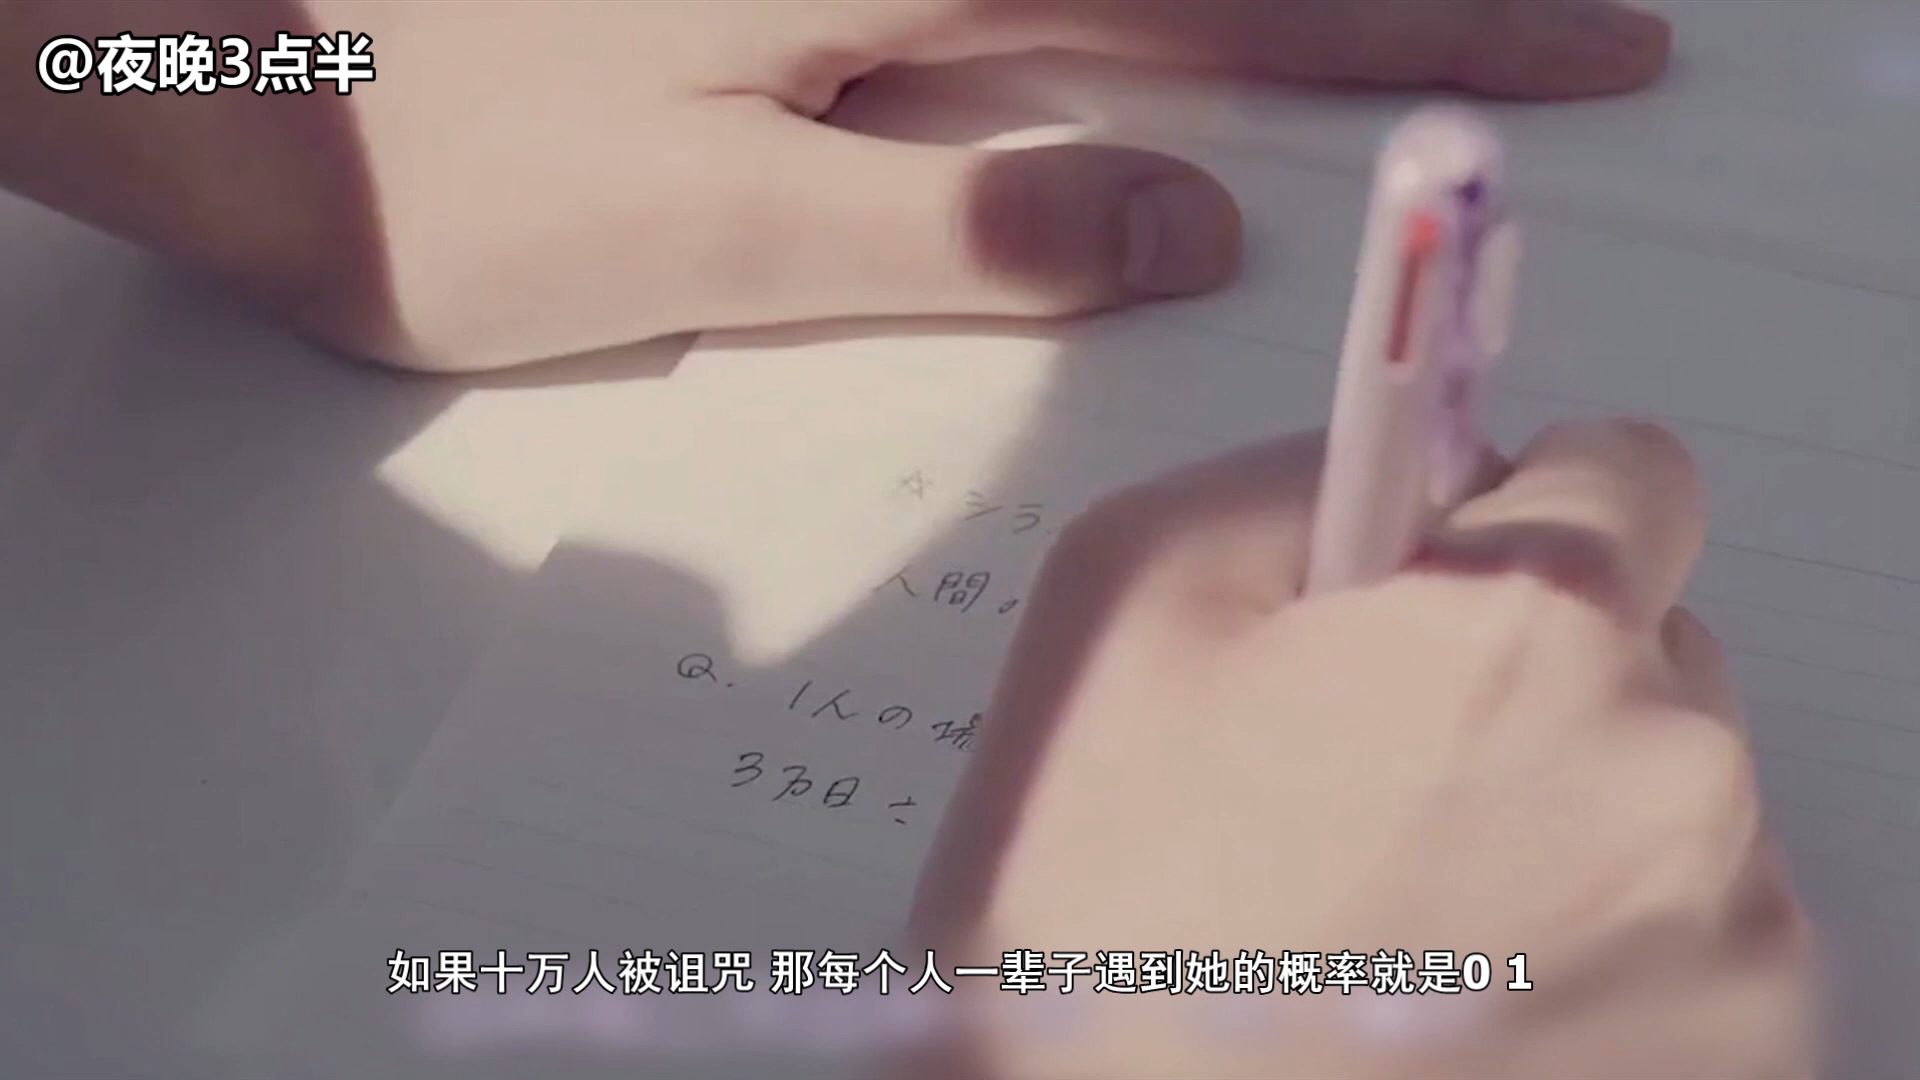 @夜晚3点半
☆シラ
人間。
Q. 1人の
3万日÷
如果十万人被诅咒 那每个人一辈子遇到她的概率就是0 1